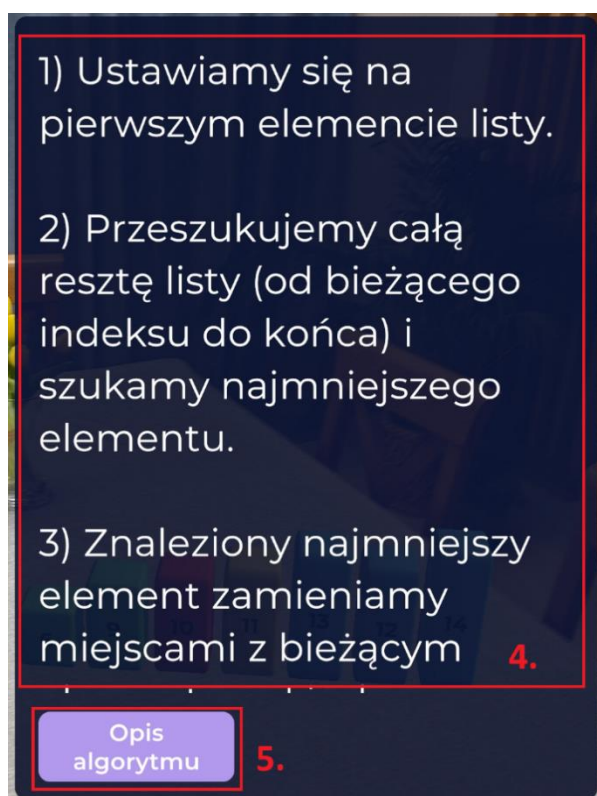 1) Ustawiamy się na
pierwszym elemencie listy.
2) Przeszukujemy całą
resztę listy (od bieżącego
indeksu do końca) i
szukamy najmniejszego
elementu.
3) Znaleziony najmniejszy
element zamieniamy
miejscami z bieżącym
4.
Opis
algorytmu
5.